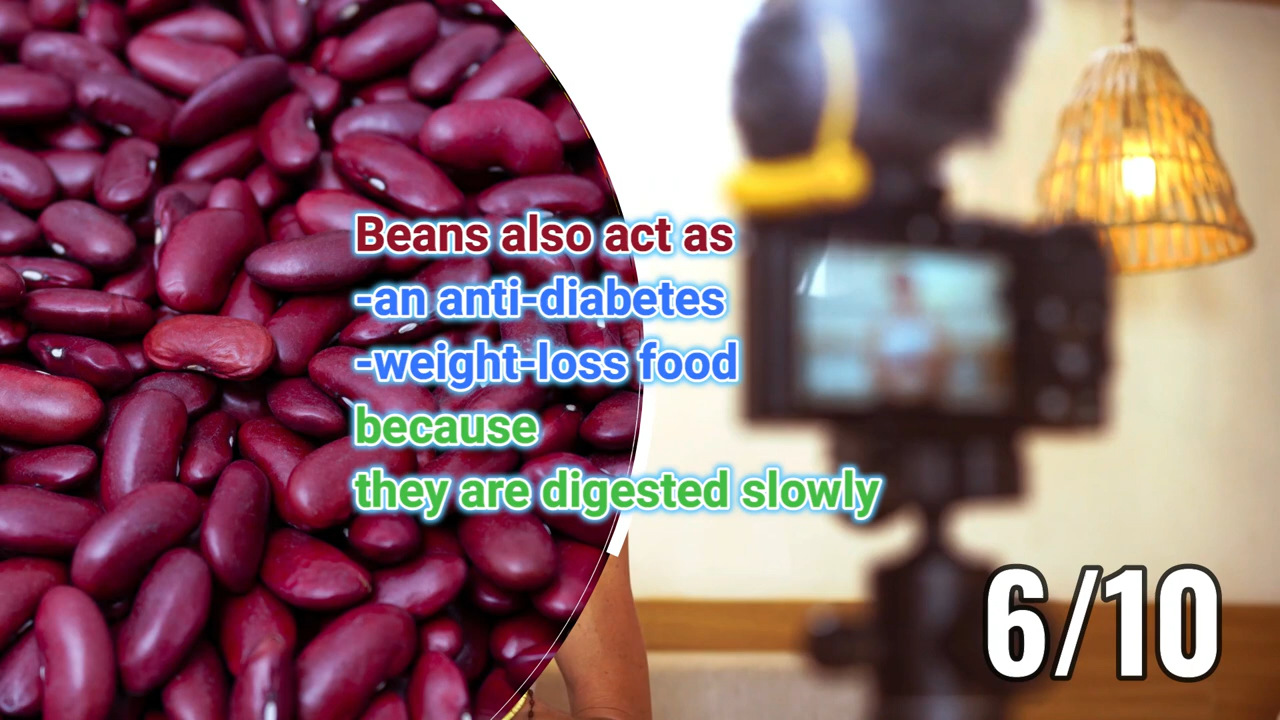 Beans also act as
-an anti-diabetes
-weight-loss food
because
they are digested slowly
6/10